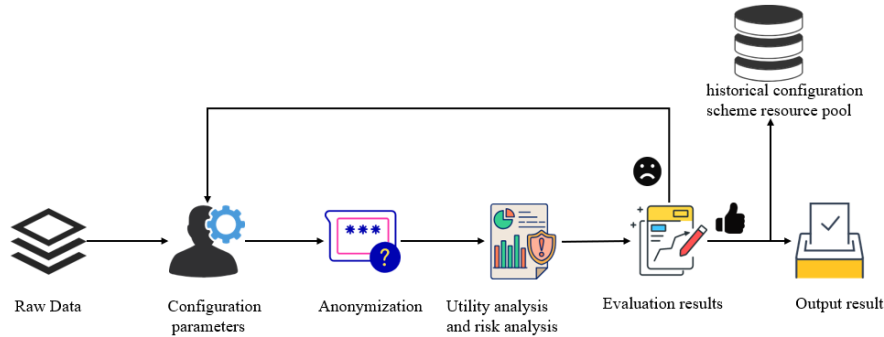 historical configuration
scheme resource pool
***
?
!
Raw Data
Configuration
parameters
Anonymization
Utility analysis
and risk analysis
Evaluation results
Output result